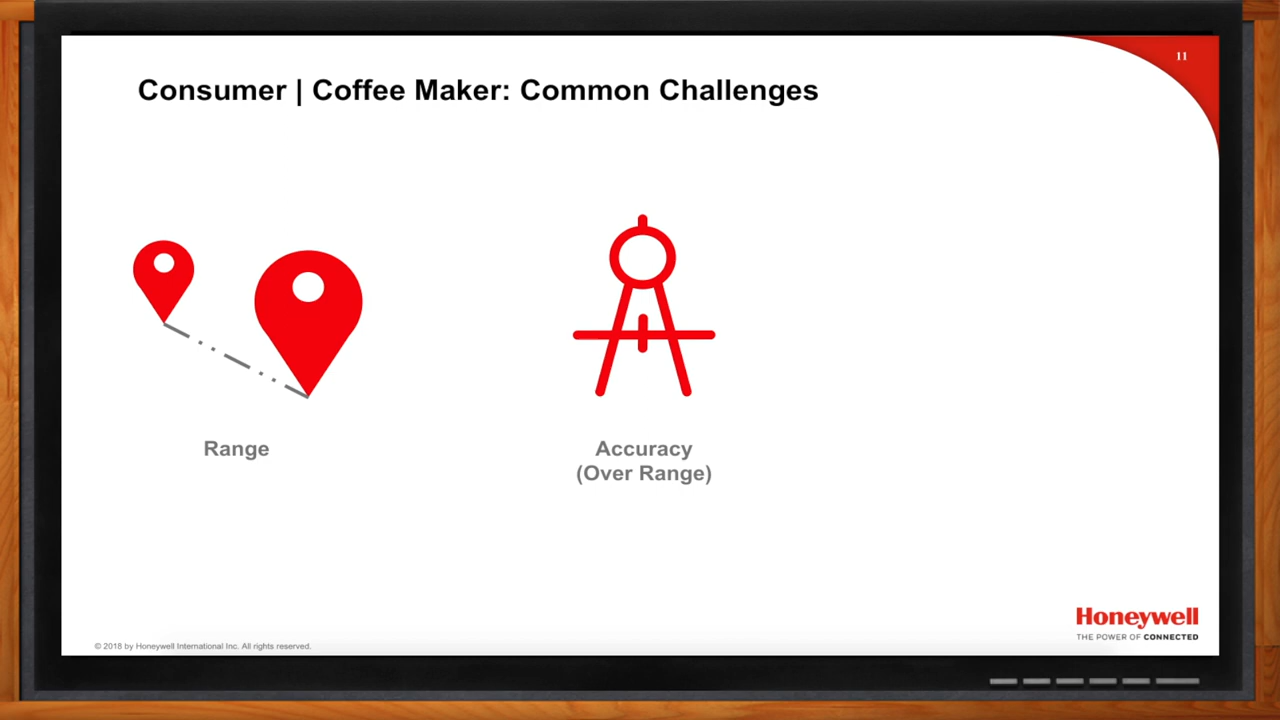 11
Consumer | Coffee Maker: Common Challenges
Range
Accuracy
(Over Range)
Honeywell
THE POWER OF CONNECTED
© 2018 by Honeywell International Inc. All rights reserved.